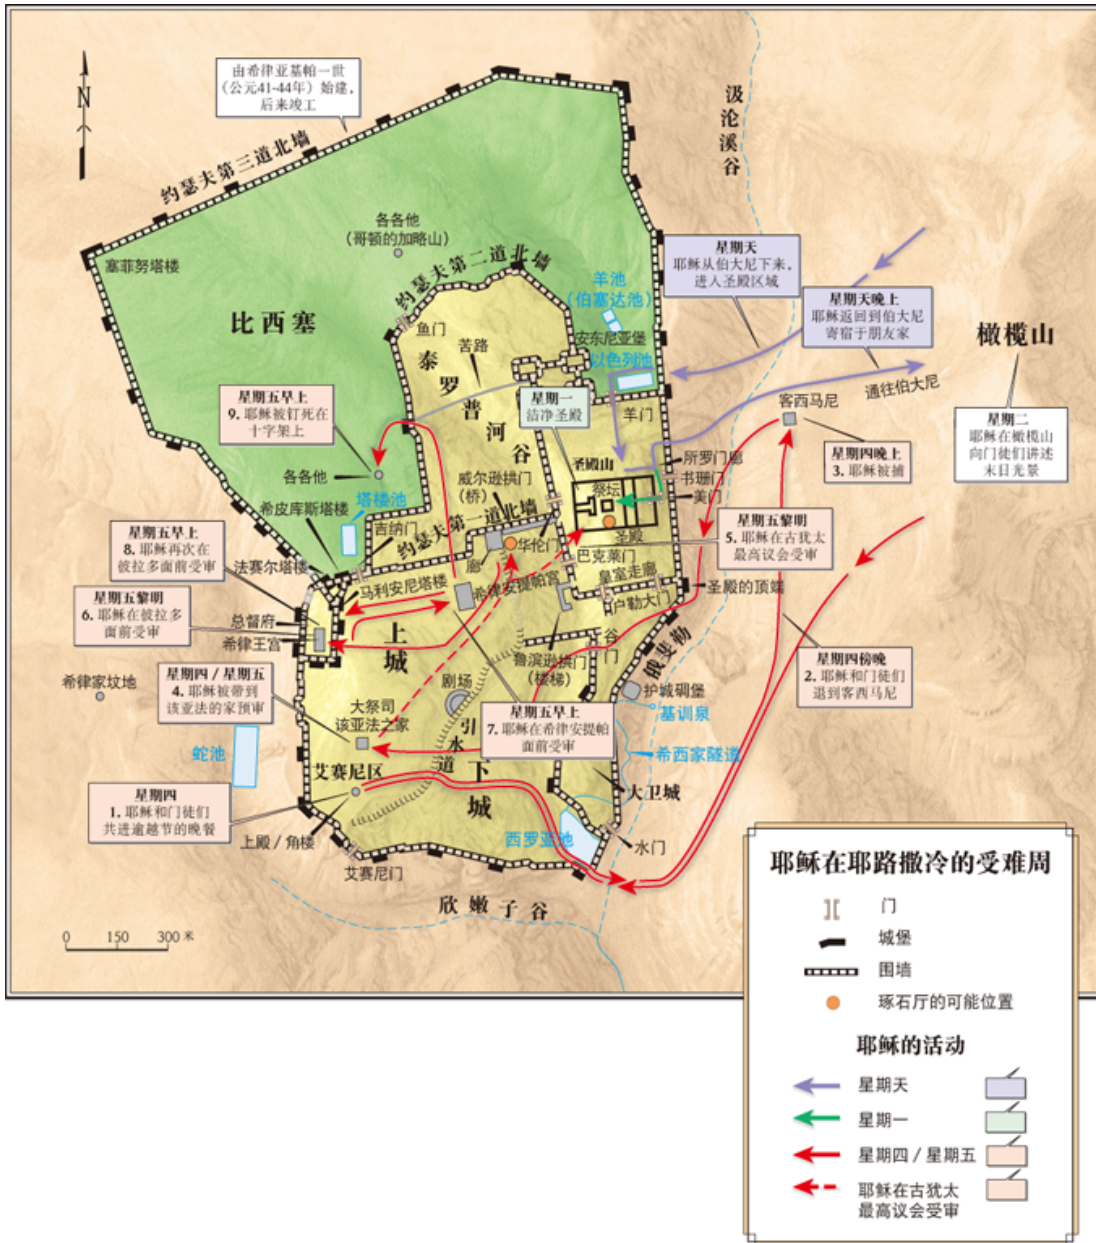 由希律亚基帕一世
(公元41-44年)始建，
后来竣工
N
约瑟夫第三道北墙
汲沦溪谷
各各他
(哥顿的加略山)
塞菲努塔楼
约瑟夫第二道北墙
羊池
(伯塞达池)
星期天
耶稣从伯大尼下来，
进入圣殿区域
星期天晚上
耶稣返回到伯大尼
寄宿于朋友家
橄榄山
比西塞
鱼门
苦路
安东尼亚堡
以色列池
泰罗普河谷
通往伯大尼
星期五早上
9. 耶稣被钉死在
十字架上
星期一
洁净圣殿
羊门
客西马尼
星期二
耶稣在橄榄山
向门徒们讲述
末日光景
星期四晚上
3. 耶稣被捕
各各他
威尔逊拱门
(桥)
圣殿山
所罗门廊
书珊门
美门
祭坛
希皮库斯塔楼
塔楼池
吉纳门
约瑟夫第一道北墙
廊
华伦门
圣殿
星期五黎明
5. 耶稣在古犹太
最高议会受审
星期五早上
8. 耶稣再次在
彼拉多面前受审
法赛尔塔楼
马利安尼塔楼
希律安提帕宫
巴克莱门
皇室走廊
户勒大门
圣殿的顶端
星期五黎明
6. 耶稣在彼拉多
面前受审
总督府
希律王宫
上城
谷门
俄斐勒
鲁滨逊拱门
(楼梯)
星期四傍晚
2. 耶稣和门徒们
退到客西马尼
希律家坟地
星期四 / 星期五
4. 耶稣被带到
该亚法的家预审
大祭司
该亚法之家
剧场
引水道
星期五早上
7. 耶稣在希律安提帕
面前受审
护城碉堡
基训泉
希西家隧道
蛇池
艾赛尼区
下城
大卫城
星期四
1. 耶稣和门徒们
共进逾越节的晚餐
上殿 / 角楼
艾赛尼门
西罗亚池
水门
欣嫩子谷
0 150 300 米
耶稣在耶路撒冷的受难周
门
城堡
围墙
琢石厅的可能位置
耶稣的活动
星期天
星期一
星期四 / 星期五
耶稣在古犹太
最高议会受审